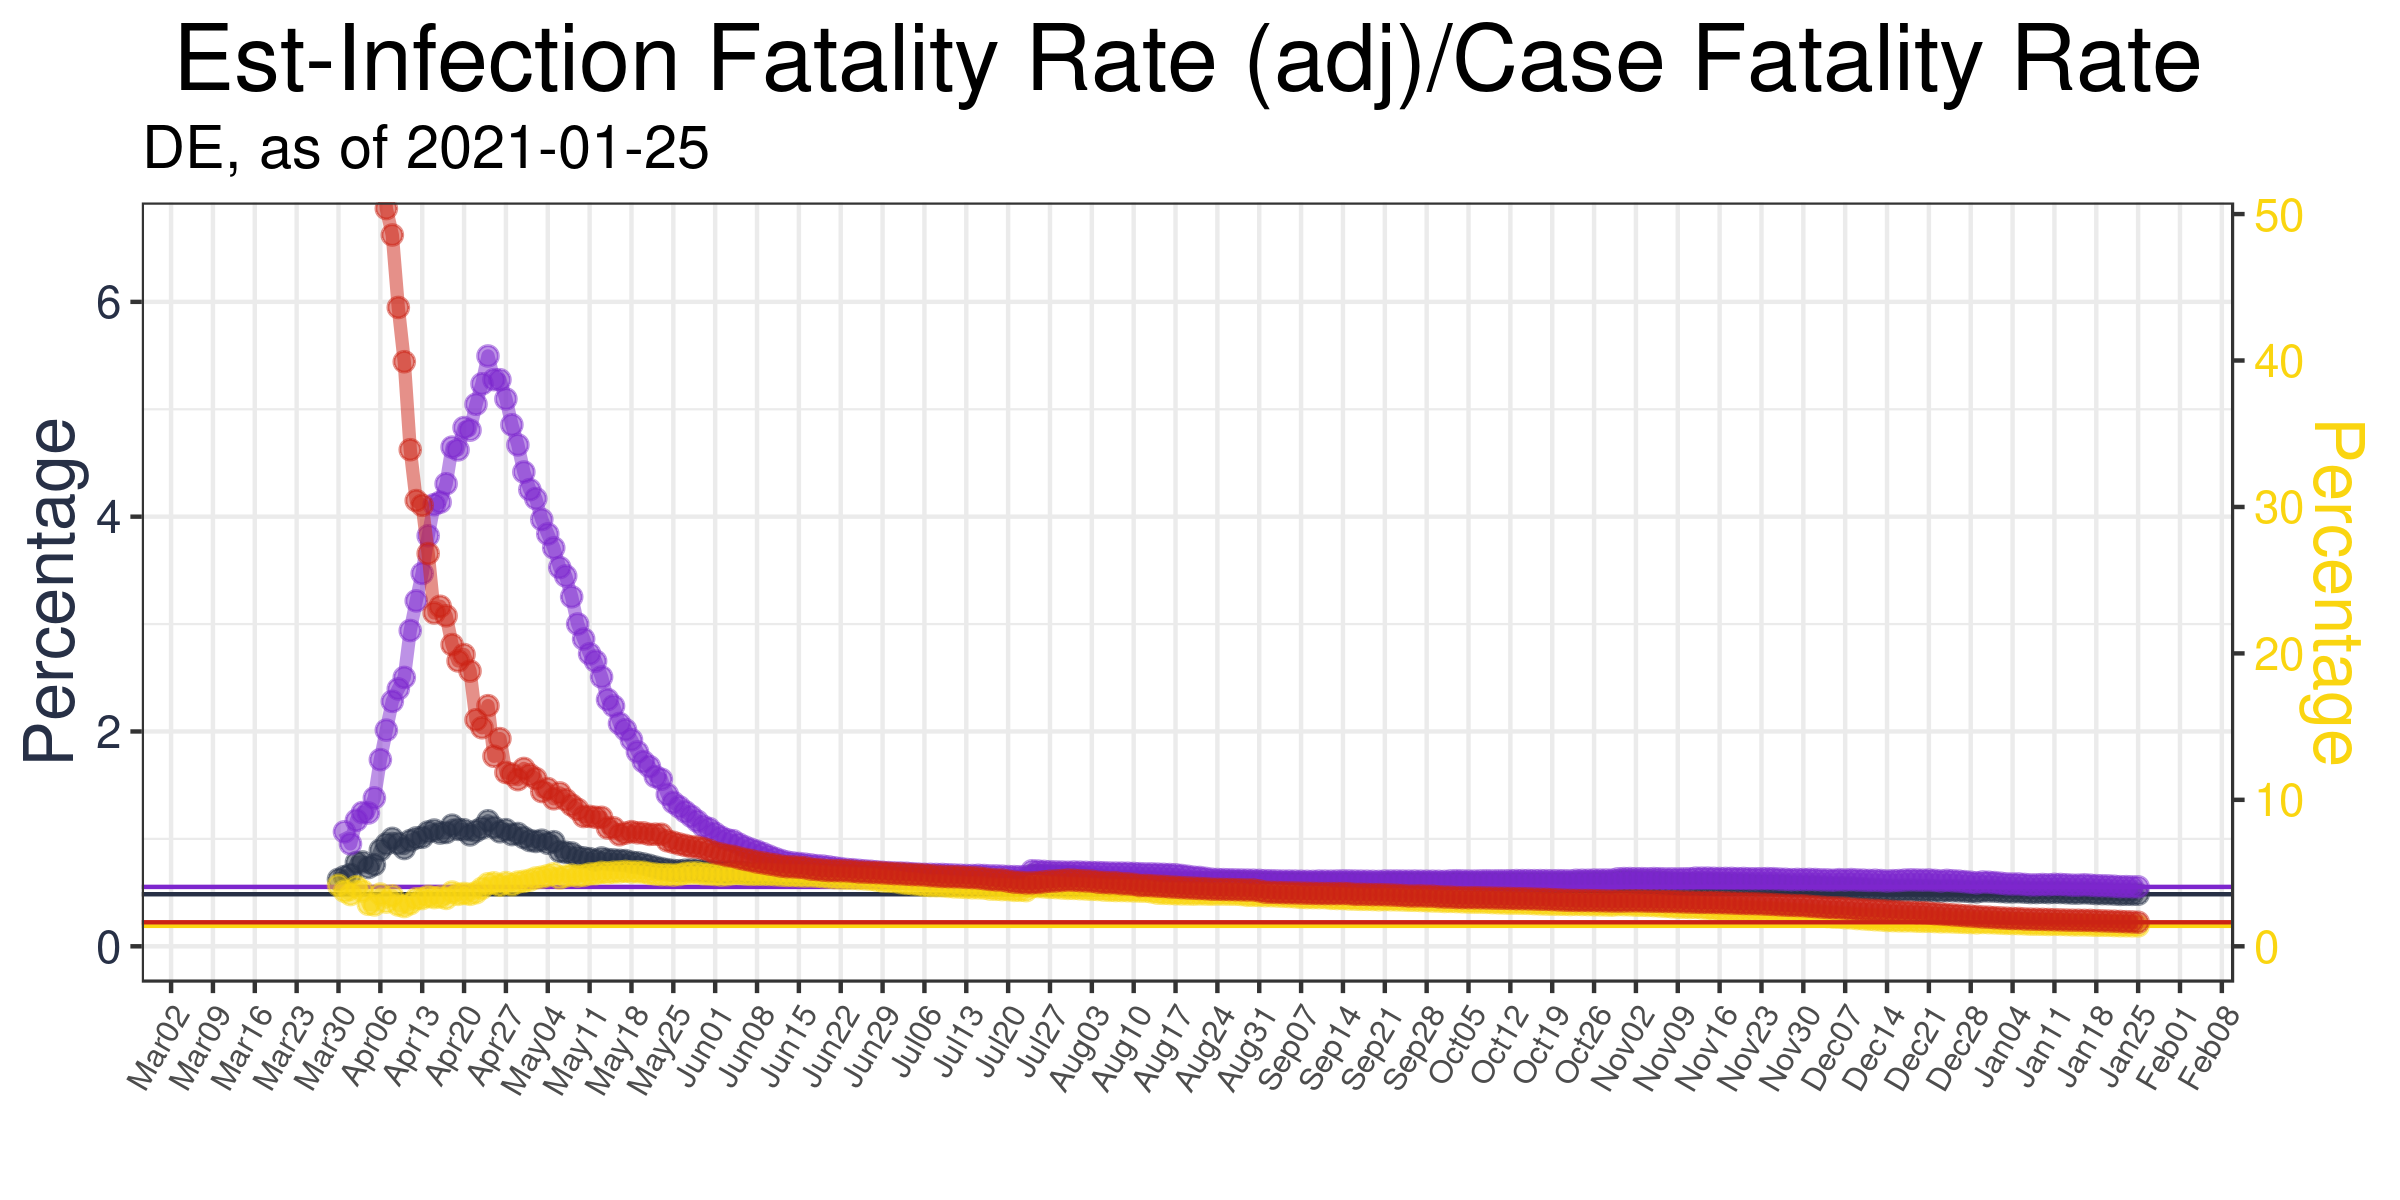 Est-Infection Fatality Rate (adj)/Case Fatality Rate
DE, as of 2021-01-25
Percentage
6
4
2
0
50
40
30
20
10
0
Percentage
Mar02
Mar09
Mar16
Mar23
Mar30
Apr06
Apr13
Apr20
Apr27
May04
May11
May18
May25
Jun01
Jun08
Jun15
Jun22
Jun29
Jul06
Jul13
Jul20
Jul27
Aug03
Aug10
Aug17
Aug24
Aug31
Sep07
Sep14
Sep21
Sep28
Oct05
Oct12
Oct19
Oct26
Nov02
Nov09
Nov16
Nov23
Nov30
Dec07
Dec14
Dec21
Dec28
Jan04
Jan11
Jan18
Jan25
Feb01
Feb08